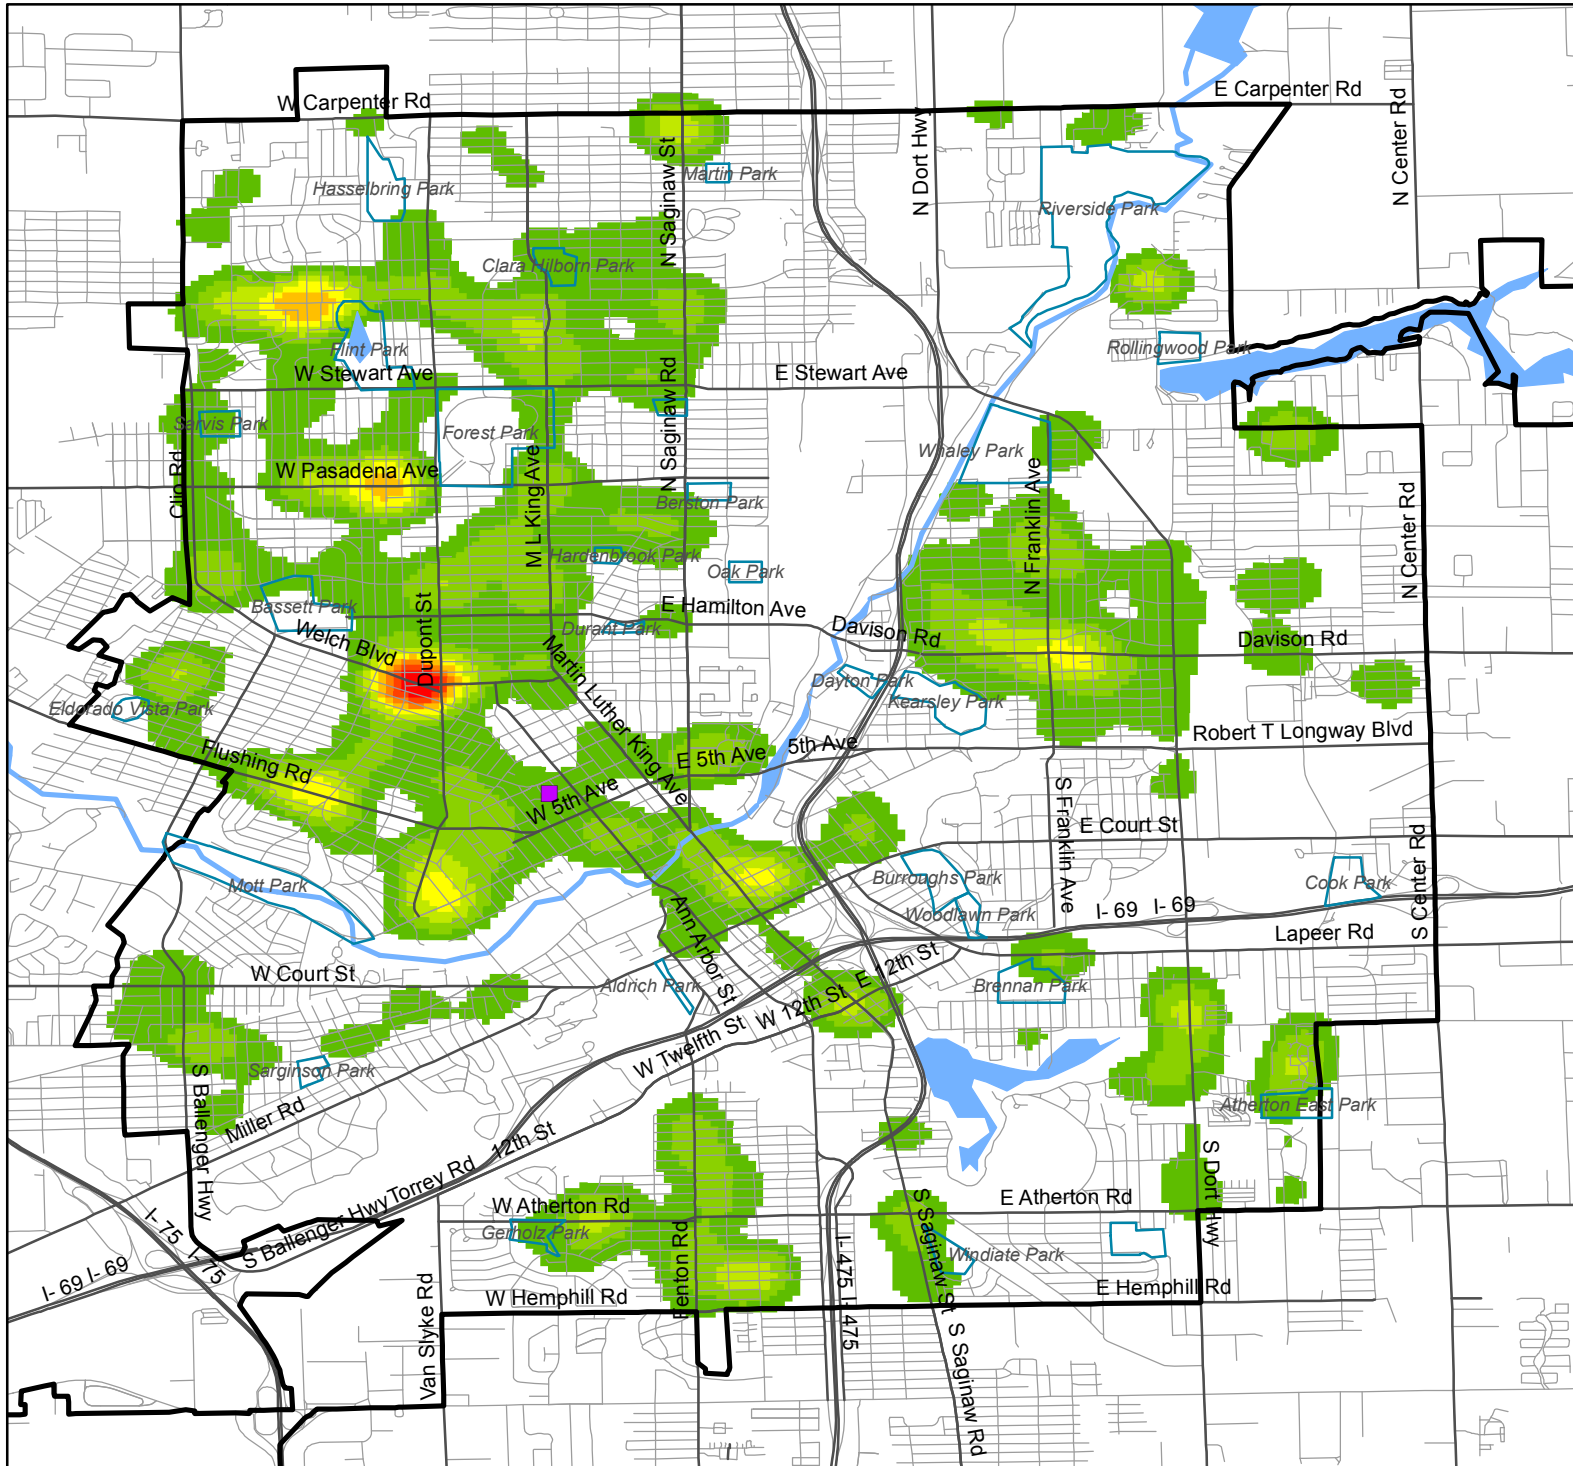 E Carpenter Rd
W Carpenter Rd
N Center Rd
N Dort Hwy
N Saginaw St
Martin Park
Hasselbring Park
Riverside Park
Clara Hilborn Park
Flint Park
Rollingwood Park
W Stewart Ave
E Stewart Ave
Sarvis Park
Forest Park
N Saginaw Rd
Whaley Park
W Pasadena Ave
Clio Rd
M L King Ave
Berston Park
N Franklin Ave
N Center Rd
Hardenbrook Park
Oak Park
Bassett Park
Dupont St
E Hamilton Ave
Durant Park
Davison Rd
Davison Rd
Welch Blvd
Martin Luther King Ave
Dayton Park
Kearsley Park
Eldorado Vista Park
Robert T Longway Blvd
Flushing Rd
E 5th Ave
5th Ave
W 5th Ave
S Franklin Ave
E Court St
S Center Rd
Mott Park
Burroughs Park
Cook Park
Woodlawn Park
I- 69
I- 69
Ann Arbor St
Lapeer Rd
W Court St
Aldrich Park
E 12th St
W 12th St
Brennan Park
W Twelfth St
Sarginson Park
S Ballenger Hwy
Miller Rd
Atherton East Park
12th St
S Dort Hwy
Torrey Rd
S Ballenger Hwy
W Atherton Rd
E Atherton Rd
Gerholz Park
S Saginaw St
Windiate Park
I- 75
I- 75
I- 69
I- 69
Fenton Rd
I- 475
I- 475
W Hemphill Rd
E Hemphill Rd
Van Slyke Rd
S Saginaw Rd